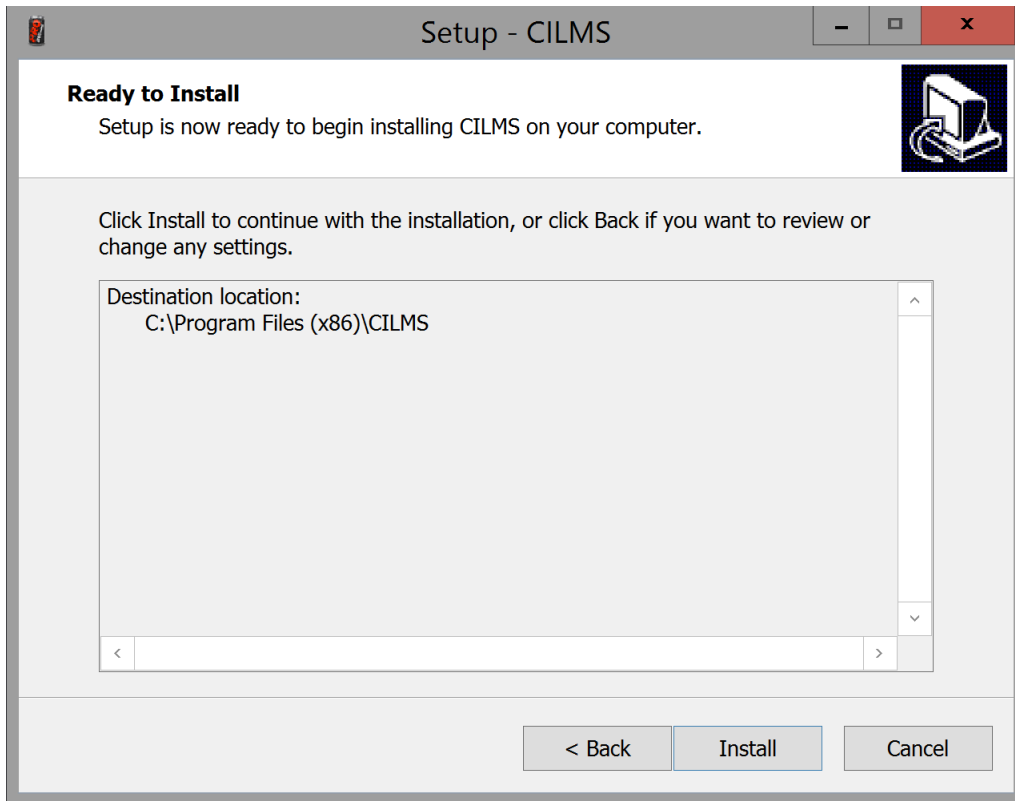 Setup - CILMS
Ready to Install
Setup is now ready to begin installing CILMS on your computer.
Click Install to continue with the installation, or click Back if you want to review or
change any settings.
Destination location:
C:\Program Files (x86)\CILMS
< Back
Install
Cancel